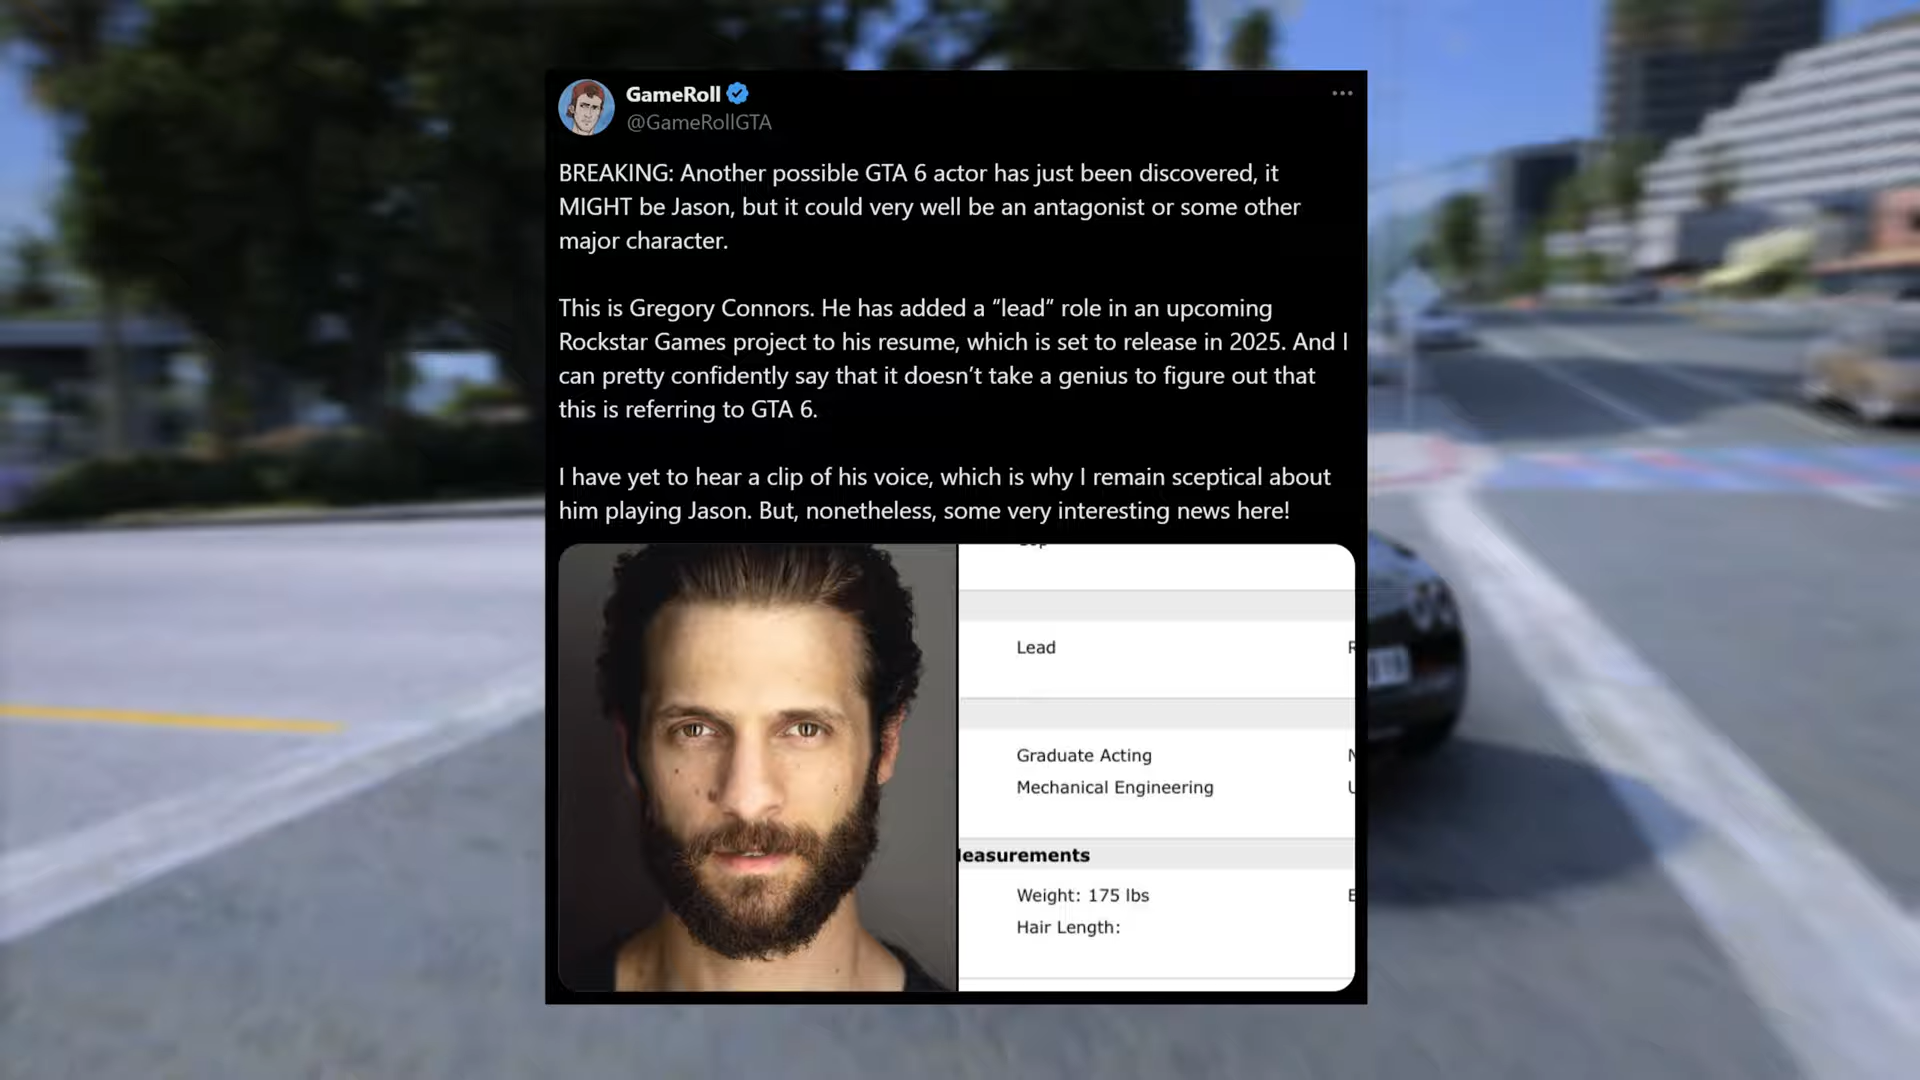 GameRoll
@GameRollGTA
BREAKING: Another possible GTA 6 actor has just been discovered, it
MIGHT be Jason, but it could very well be an antagonist or some other
major character.
This is Gregory Connors. He has added a "lead" role in an upcoming
Rockstar Games project to his resume, which is set to release in 2025. And I
can pretty confidently say that it doesn’t take a genius to figure out that
this is referring to GTA 6.
I have yet to hear a clip of his voice, which is why I remain sceptical about
him playing Jason. But, nonetheless, some very interesting news here!
Lead
Graduate Acting
Mechanical Engineering
easurements
Weight: 175 lbs
Hair Length: